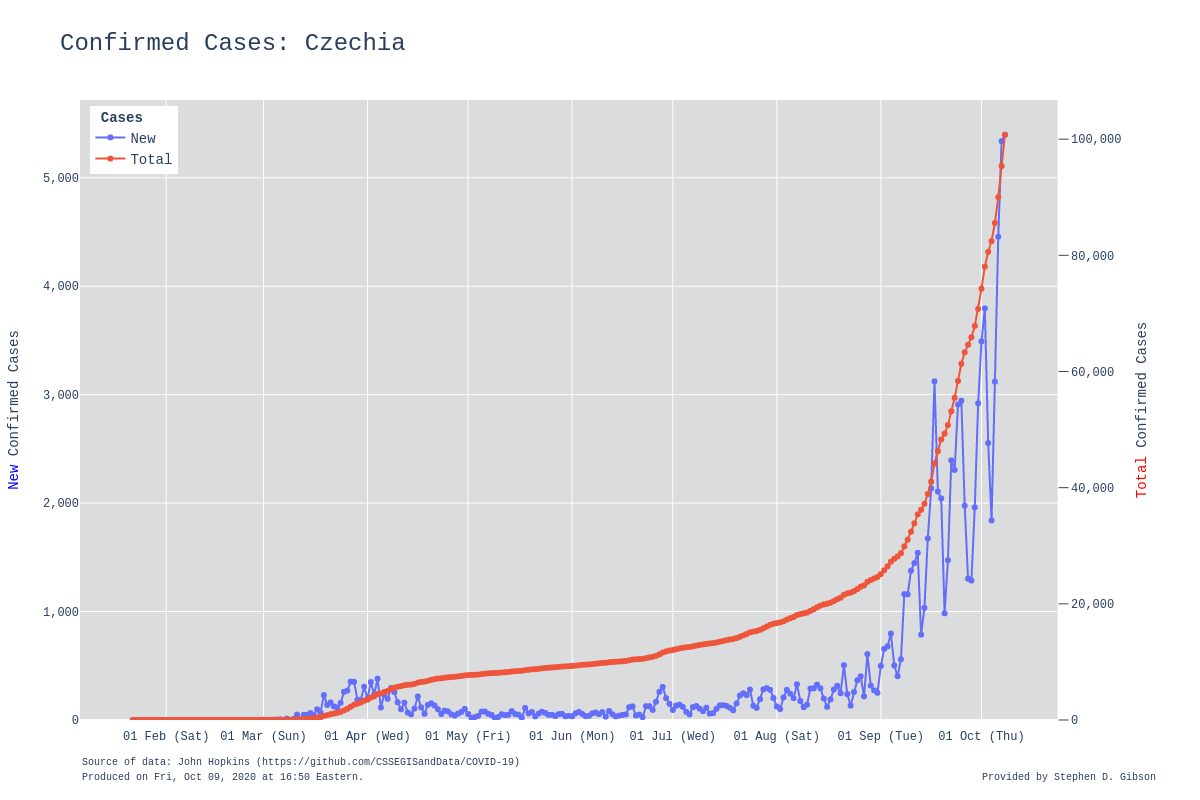 Confirmed Cases: Czechia
Cases
New
Total
5,000
4,000
3,000
2,000
1,000
0
100,000
80,000
60,000
40,000
20,000
0
New Confirmed Cases
Total Confirmed Cases
01 Feb (Sat) 01 Mar (Sun) 01 Apr (Wed) 01 May (Fri) 01 Jun (Mon) 01 Jul (Wed) 01 Aug (Sat) 01 Sep (Tue) 01 Oct (Thu)
Source of data: John Hopkins (https://github.com/CSSEGISandData/COVID-19)
Produced on Fri, Oct 09, 2020 at 16:50 Eastern.
Provided by Stephen D. Gibson